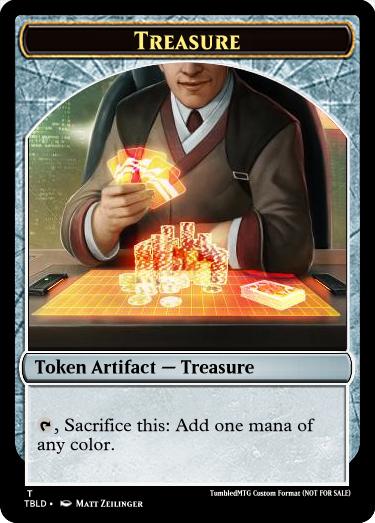 TREASURE
Token Artifact — Treasure
, Sacrifice this: Add one mana of
any color.
T
TBLD • MATT ZEILINGER
TumbledMTG Custom Format (NOT FOR SALE)